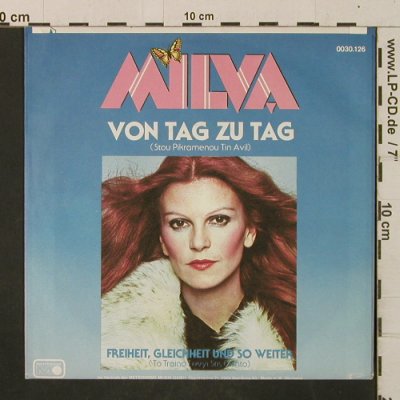 10 cm
10 cm
0030.126
MILVA
VON TAG ZU TAG
(Stou Pikramenou Tin Avli)
FREIHEIT, GLEICHHEIT UND SO WEITER
www.LP-CD.de / 7"
10 cm